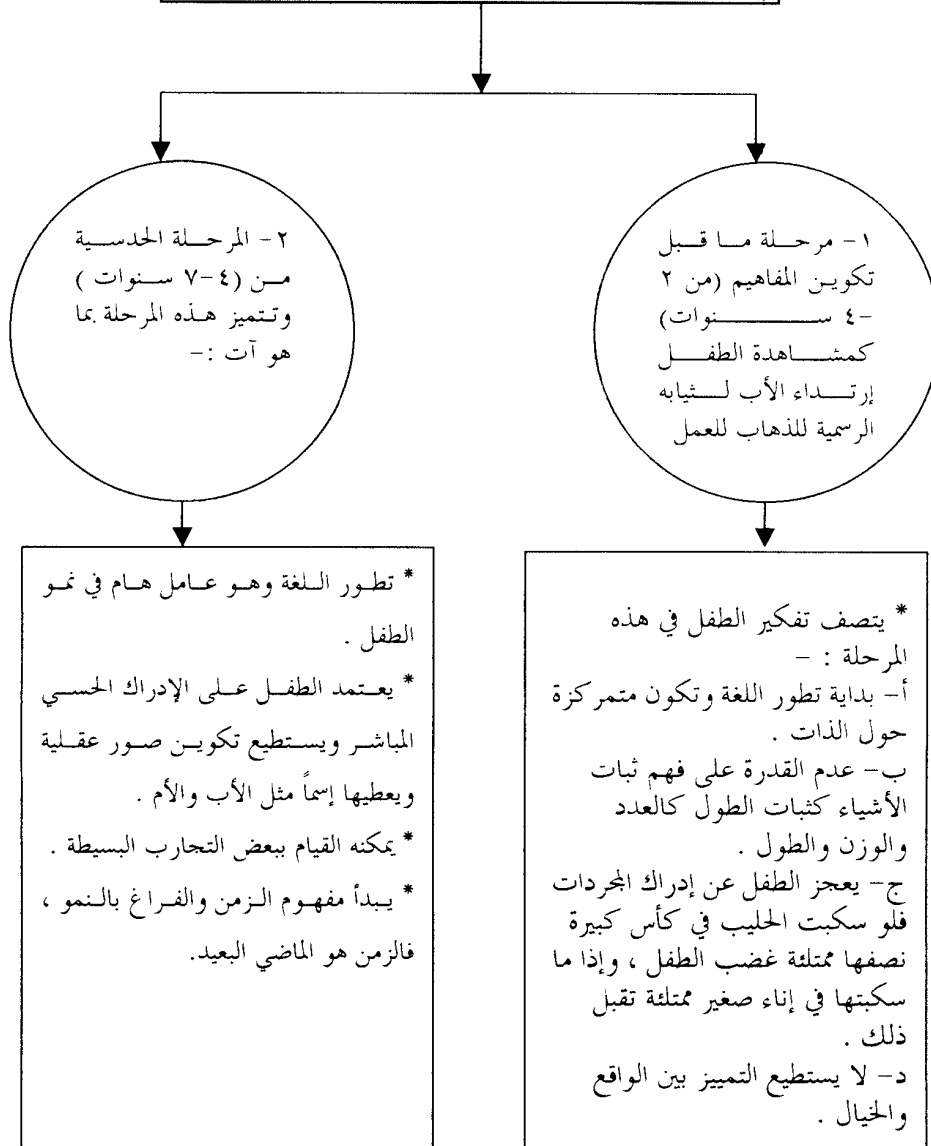 ١- مرحلة ما قبل
تكوين المفاهيم (من ٢
-٤ سنوات)
كمشاهدة الطفل
إرتداء الأب لثيابه
الرسمية للذهاب للعمل
* يتصف تفكير الطفل في هذه
المرحلة : -
أ- بداية تطور اللغة وتكون متمركزة
حول الذات .
ب- عدم القدرة على فهم ثبات
الأشياء كثبات الطول كالعدد
والوزن والطول .
ج- يعجز الطفل عن إدراك المجردات
فلو سكبت الحليب في كأس كبيرة
نصفها ممتلئة غضب الطفل ، وإذا ما
سكبتها في إناء صغير ممتلئة تقبل
ذلك .
د- لا يستطيع التمييز بين الواقع
والخيال .
٢- المرحلة الحدسية
من (٤-٧ سنوات )
وتتميز هذه المرحلة بما
هو آت :-
* تطور اللغة وهو عامل هام في نمو
الطفل .
* يعتمد الطفل على الإدراك الحسي
المباشر ويستطيع تكوين صور عقلية
ويعطيها إسماً مثل الأب والأم .
* يمكنه القيام ببعض التجارب البسيطة .
* يبدأ مفهوم الزمن والفراغ بالنمو ،
فالزمن هو الماضي البعيد.